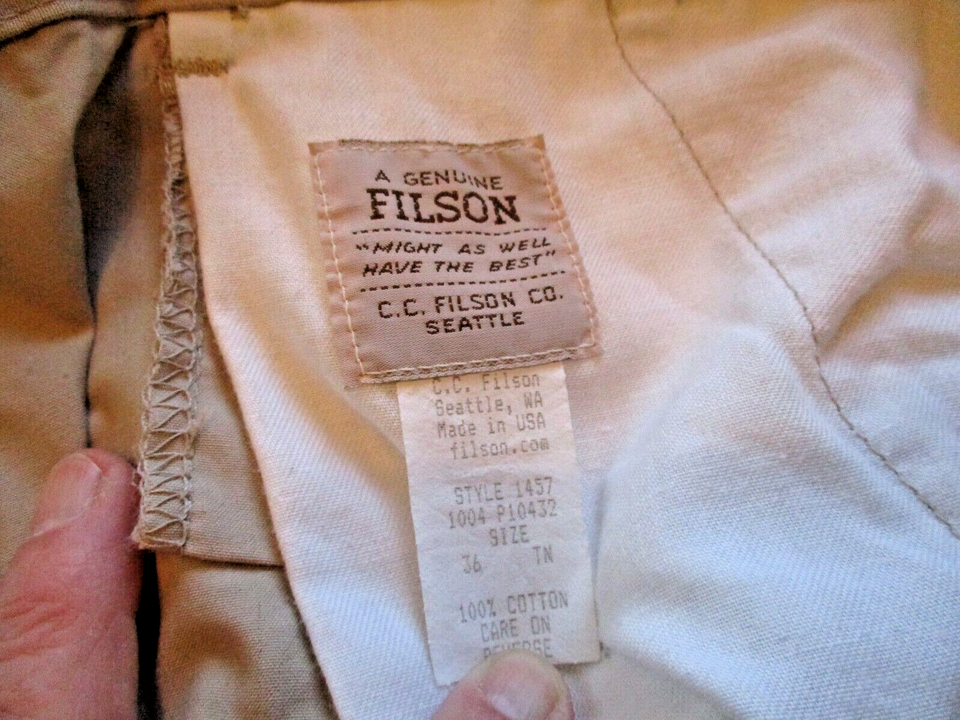 A GENUINE
FILSON
"MIGHT AS WELL
HAVE THE BEST"
C.C. FILSON CO.
SEATTLE
C.C. Filson
Seattle, WA
Made in USA
filson.com
STYLE 1457
1004 P10432
SIZE
36 TN
100% COTTON
CARE ON
REVERSE